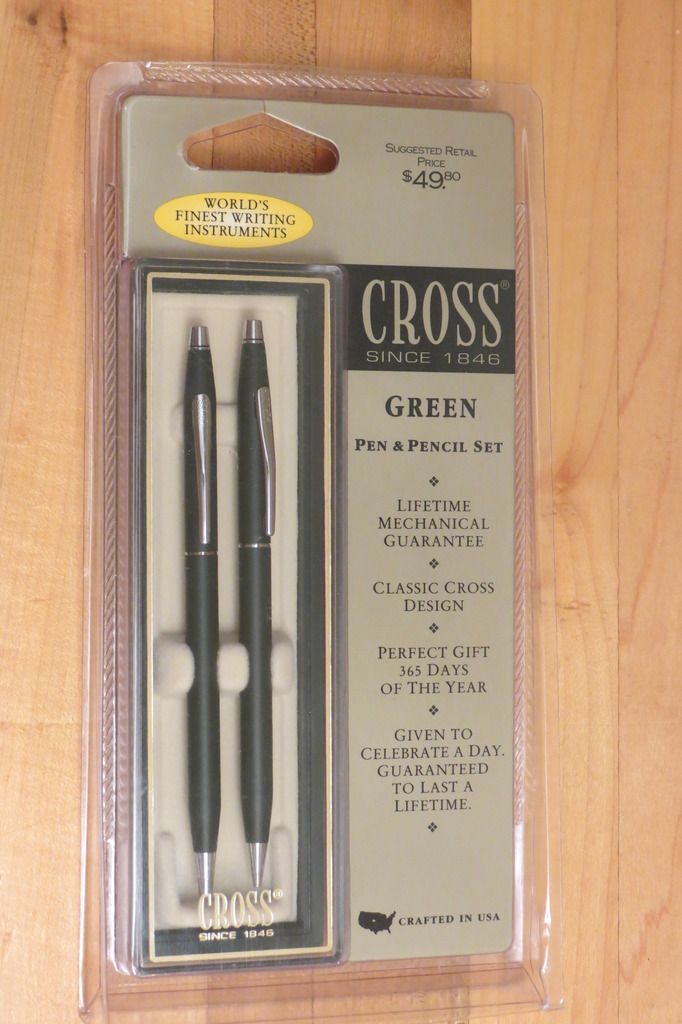 SUGGESTED RETAIL
PRICE
$49.80
WORLD'S
FINEST WRITING
INSTRUMENTS
CROSS®
SINCE 1846
GREEN
PEN & PENCIL SET
LIFETIME
MECHANICAL
GUARANTEE
CLASSIC CROSS
DESIGN
PERFECT GIFT
365 DAYS
OF THE YEAR
GIVEN TO
CELEBRATE A DAY.
GUARANTEED
TO LAST A
LIFETIME.
CRAFTED IN USA
CROSS®
SINCE 1846